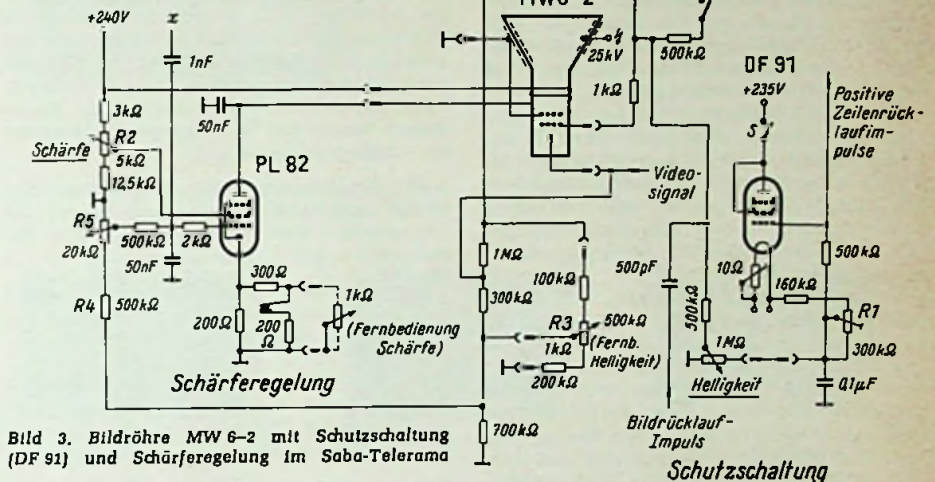 +240V
x
1nF
3kΩ
R2
Schärfe
5kΩ
12,5kΩ
R5
20kΩ
500kΩ
2kΩ
50nF
R4
500kΩ
50nF
PL 82
300Ω
200Ω
200
Ω
1kΩ
(Fernbedienung
Schärfe)
Schärferegelung
MW6-2
25kV
1kΩ
500kΩ
Video-
signal
1MΩ
300kΩ
100kΩ
R3
500kΩ
1kΩ
(Fernb.
Helligkeit)
200kΩ
700kΩ
500pF
Bildrücklauf-
Impuls
500kΩ
1MΩ
Helligkeit
DF 91
+235V
S
Positive
Zeilenrück-
laufim-
pulse
10Ω
160kΩ
500kΩ
R1
300kΩ
0,1µF
Schutzschaltung
Bild 3. Bildröhre MW 6–2 mit Schutzschaltung
(DF 91) und Schärferegelung im Saba-Telerama